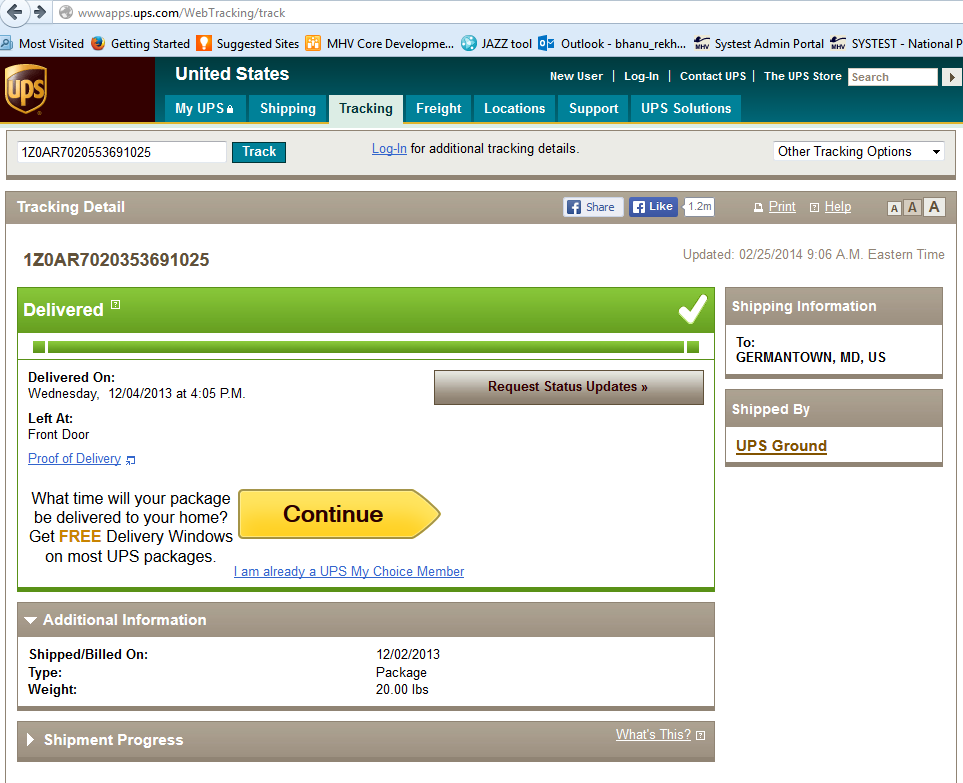 wwwapps.ups.com/WebTracking/track
Most Visited Getting Started Suggested Sites MHV Core Developme... JAZZ tool Outlook - bhanu_rekh... MHV Systest Admin Portal MHV SYSTEST - National P
ups
United States
New User | Log-In | Contact UPS | The UPS Store Search
My UPS Shipping Tracking Freight Locations Support UPS Solutions
1Z0AR7020553691025 Track Log-In for additional tracking details. Other Tracking Options
Tracking Detail Share Like 1.2m Print ? Help A A A
1Z0AR7020353691025 Updated: 02/25/2014 9:06 A.M. Eastern Time
Delivered ?
Delivered On:
Wednesday, 12/04/2013 at 4:05 P.M.
Request Status Updates »
Left At:
Front Door
Proof of Delivery
What time will your package
be delivered to your home?
Get FREE Delivery Windows
on most UPS packages.
Continue
I am already a UPS My Choice Member
Shipping Information
To:
GERMANTOWN, MD, US
Shipped By
UPS Ground
Additional Information
Shipped/Billed On: 12/02/2013
Type: Package
Weight: 20.00 lbs
Shipment Progress What's This? ?